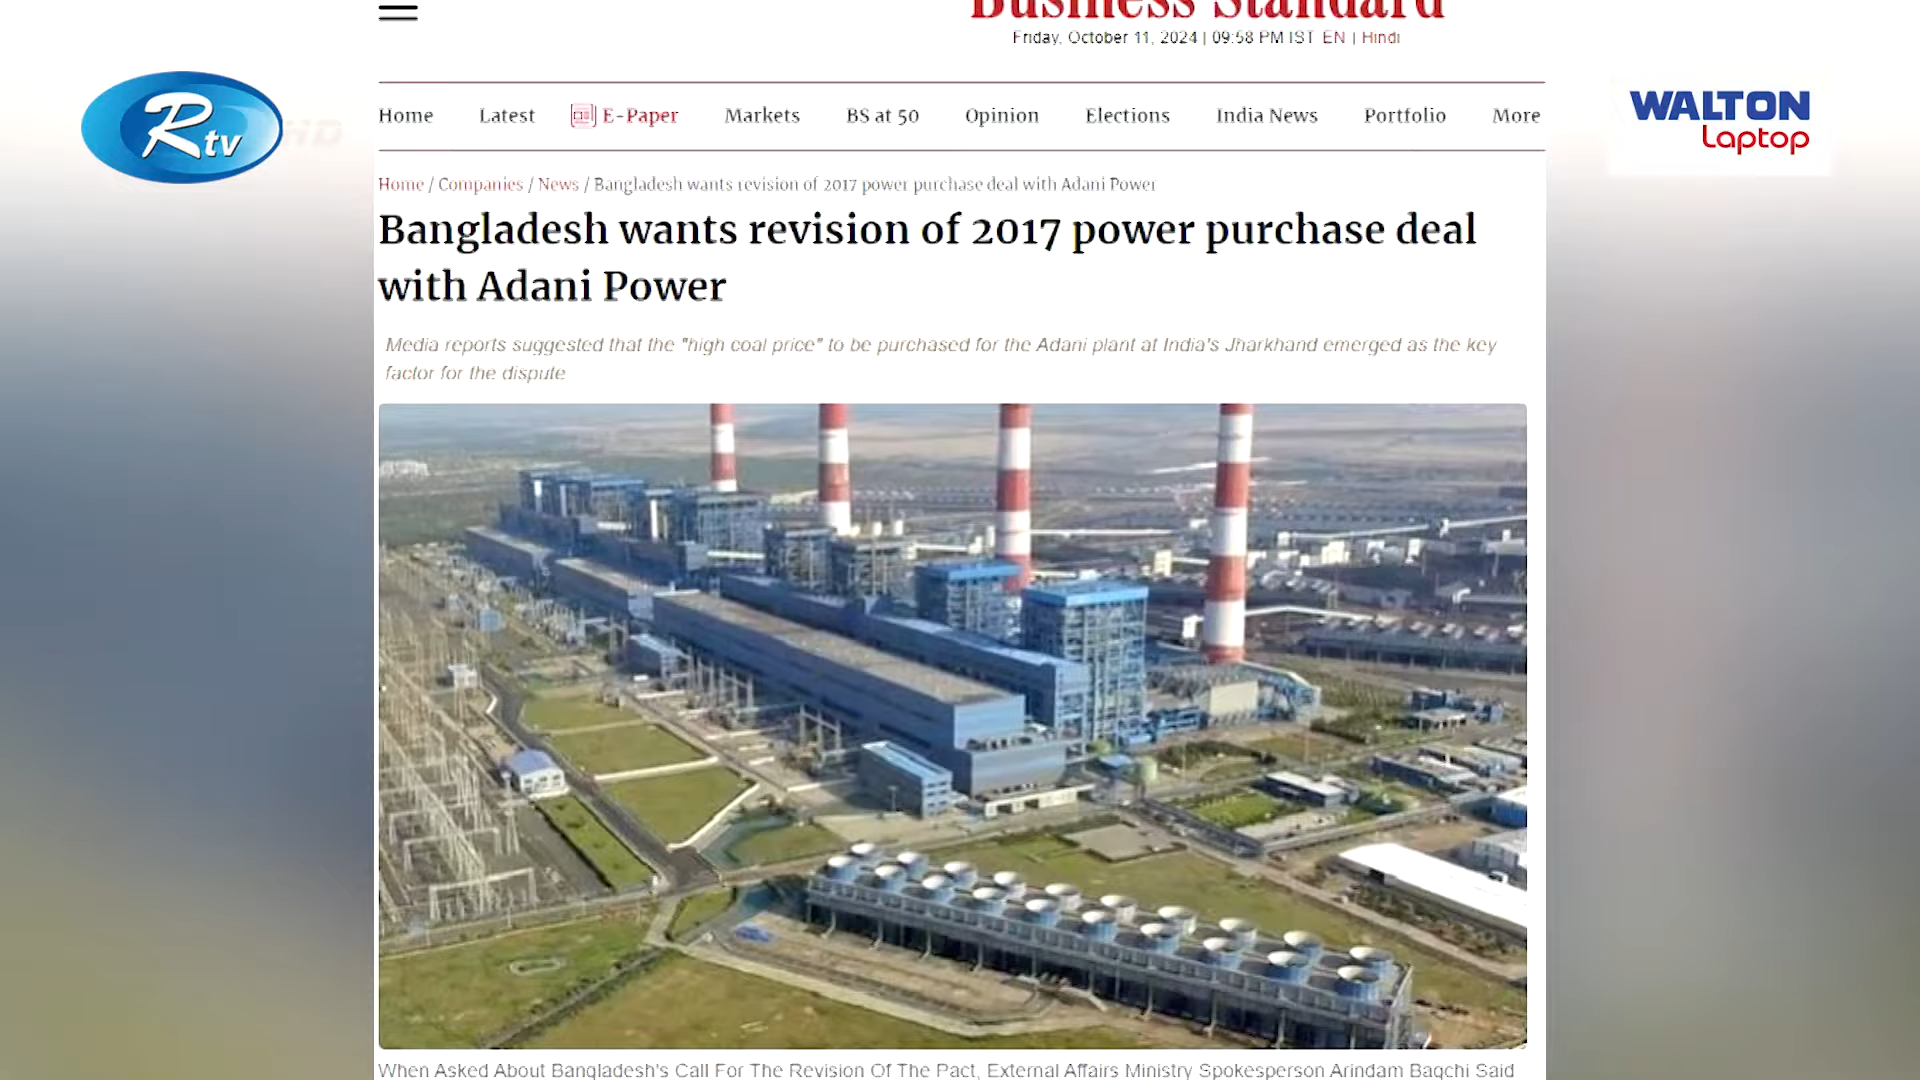 Business Standard
Friday, October 11, 2024 | 09:58 PM IST EN | Hindi
Rtv
HD
WALTON
Laptop
Home Latest E-Paper Markets BS at 50 Opinion Elections India News Portfolio More
Home / Companies / News / Bangladesh wants revision of 2017 power purchase deal with Adani Power
Bangladesh wants revision of 2017 power purchase deal
with Adani Power
Media reports suggested that the "high coal price" to be purchased for the Adani plant at India's Jharkhand emerged as the key
factor for the dispute
When Asked About Bangladesh's Call For The Revision Of The Pact, External Affairs Ministry Spokesperson Arindam Bagchi Said